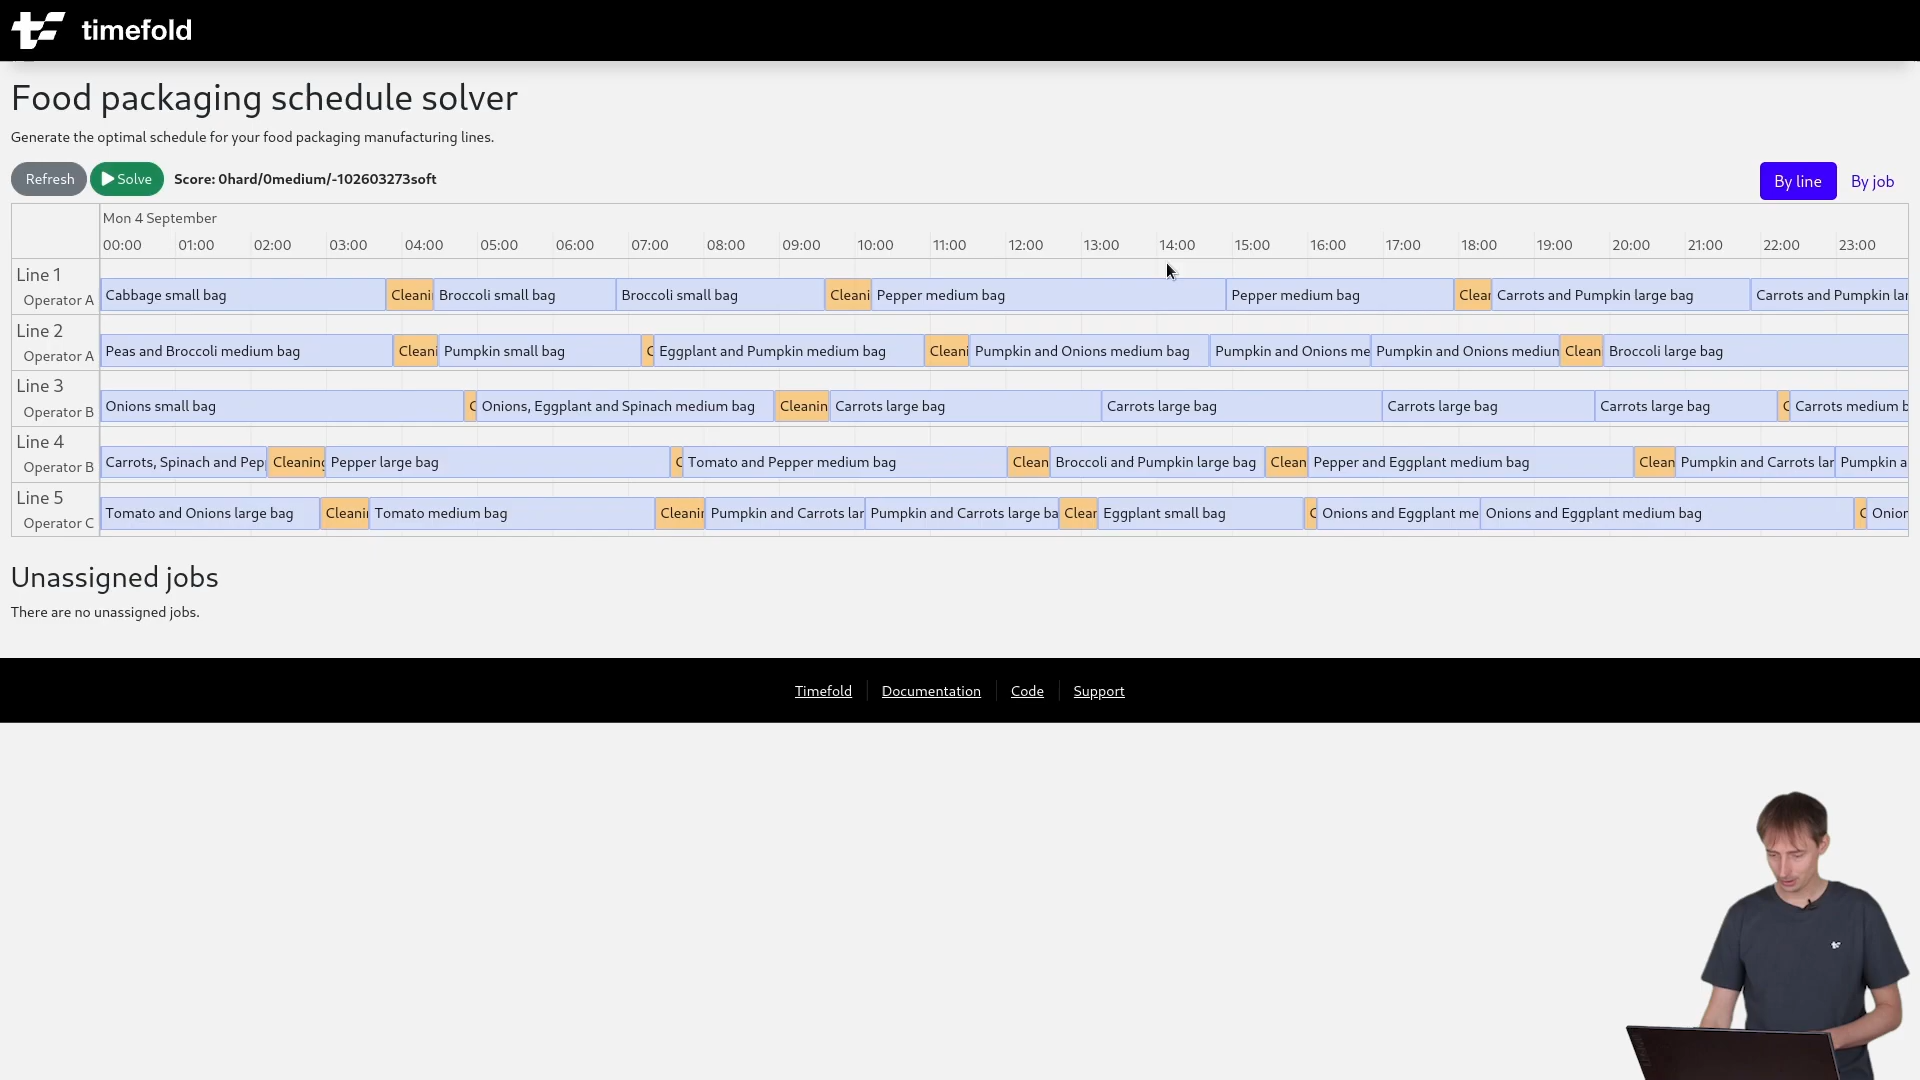 timefold
Food packaging schedule solver
Generate the optimal schedule for your food packaging manufacturing lines.
Refresh Solve Score: 0hard/0medium/-102603273soft By line By job
Mon 4 September
00:00 01:00 02:00 03:00 04:00 05:00 06:00 07:00 08:00 09:00 10:00 11:00 12:00 13:00 14:00 15:00 16:00 17:00 18:00 19:00 20:00 21:00 22:00 23:00
Line 1
Operator A Cabbage small bag Cleani Broccoli small bag Broccoli small bag Cleani Pepper medium bag Pepper medium bag Clear Carrots and Pumpkin large bag Carrots and Pumpkin lar
Line 2
Operator A Peas and Broccoli medium bag Cleani Pumpkin small bag C Eggplant and Pumpkin medium bag Cleani Pumpkin and Onions medium bag Pumpkin and Onions me Pumpkin and Onions mediun Clean Broccoli large bag
Line 3
Operator B Onions small bag C Onions, Eggplant and Spinach medium bag Cleanin Carrots large bag Carrots large bag Carrots large bag Carrots large bag C Carrots medium b
Line 4
Operator B Carrots, Spinach and Pep Cleaning Pepper large bag C Tomato and Pepper medium bag Clean Broccoli and Pumpkin large bag Clean Pepper and Eggplant medium bag Clean Pumpkin and Carrots lar Pumpkin a
Line 5
Operator C Tomato and Onions large bag Cleani Tomato medium bag Cleanin Pumpkin and Carrots lar Pumpkin and Carrots large ba Clear Eggplant small bag C Onions and Eggplant me Onions and Eggplant medium bag C Onior
Unassigned jobs
There are no unassigned jobs.
Timefold Documentation Code Support